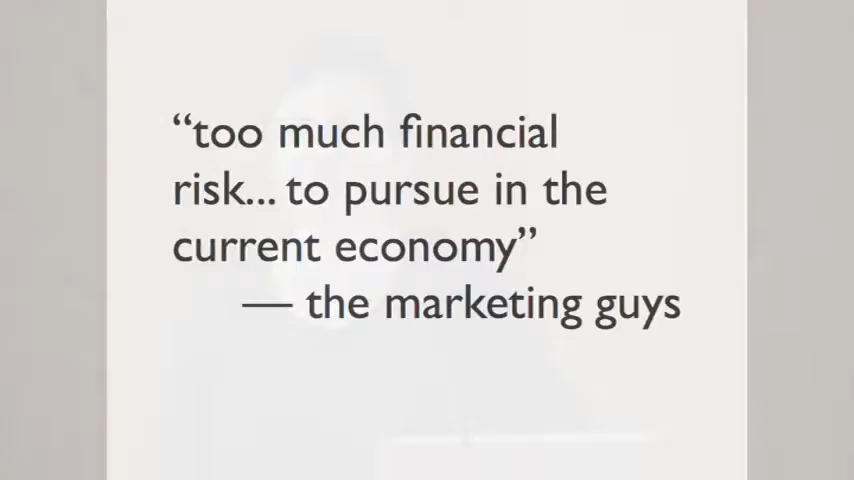 “too much financial
risk... to pursue in the
current economy”
— the marketing guys